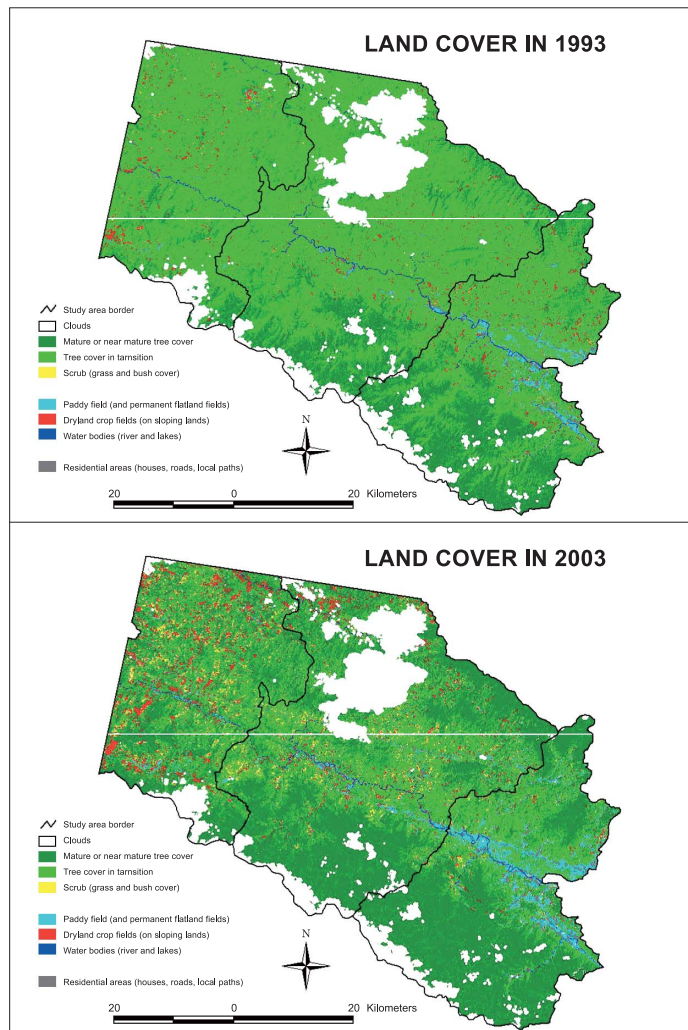 LAND COVER IN 1993
Study area border
Clouds
Mature or near mature tree cover
Tree cover in tarnsition
Scrub (grass and bush cover)
Paddy field (and permanent flatland fields)
Dryland crop fields (on sloping lands)
Water bodies (river and lakes)
N
Residential areas (houses, roads, local paths)
20 0 20 Kilometers
LAND COVER IN 2003
Study area border
Clouds
Mature or near mature tree cover
Tree cover in tarnsition
Scrub (grass and bush cover)
Paddy field (and permanent flatland fields)
Dryland crop fields (on sloping lands)
N
Water bodies (river and lakes)
Residential areas (houses, roads, local paths)
20 0 20 Kilometers